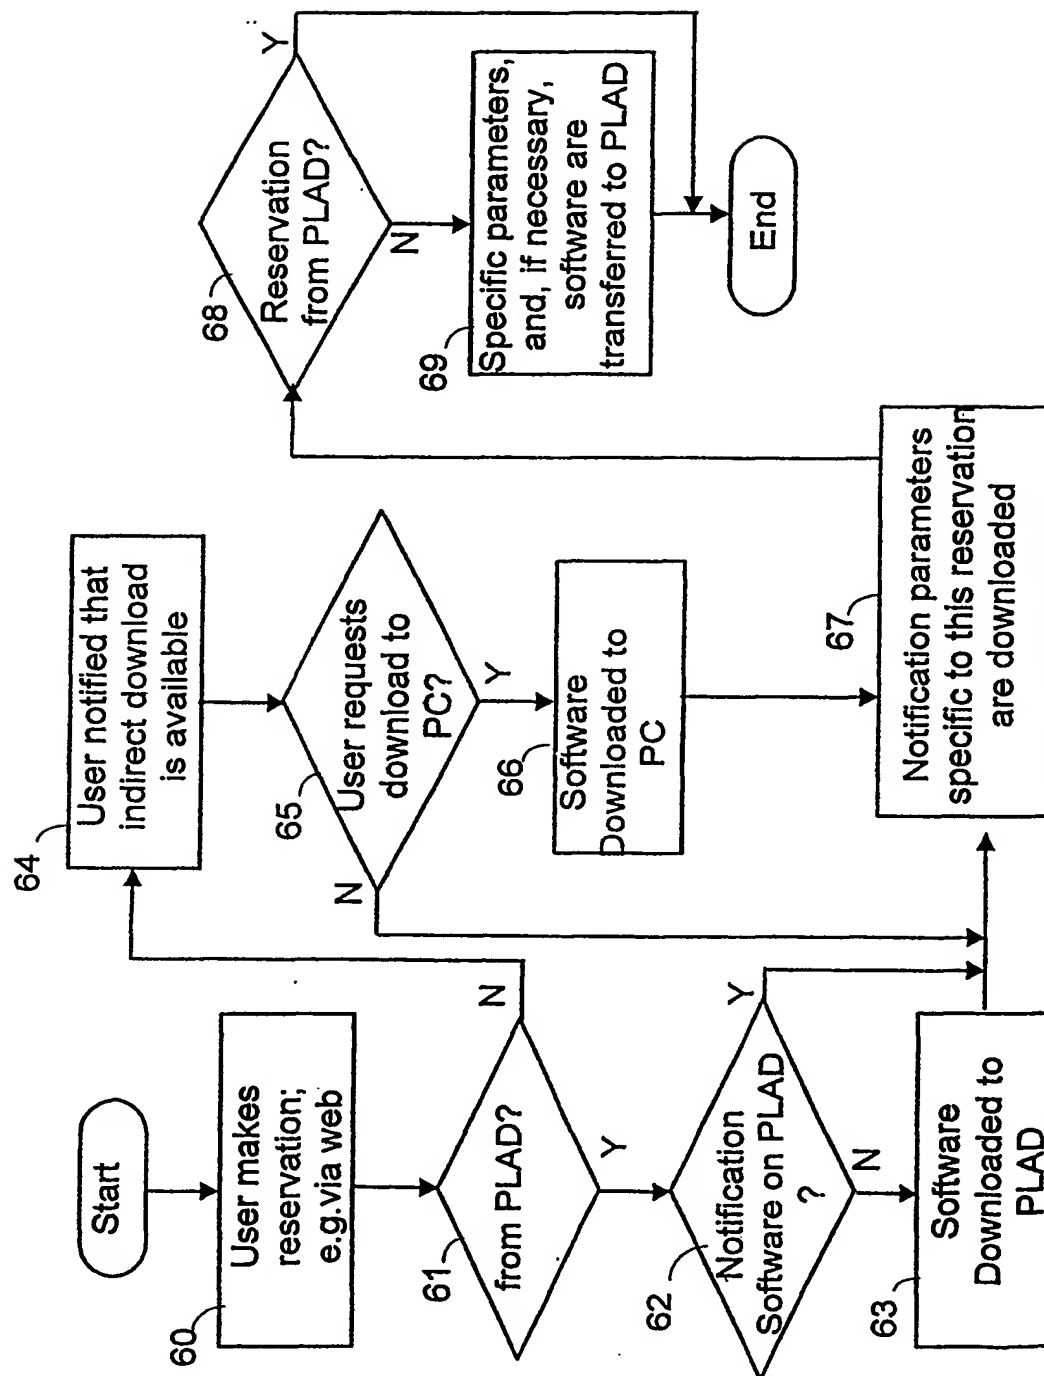 Start
60
User makes
reservation;
e.g.via web
61
from PLAD?
N
Y
62
Notification
Software on PLAD
?
Y
N
63
Software
Downloaded to
PLAD
64
User notified that
indirect download
is available
65
User requests
download to
PC?
N
Y
66
Software
Downloaded to
PC
67
Notification parameters
specific to this reservation
are downloaded
68
Reservation
from PLAD?
Y
N
69
Specific parameters,
and, if necessary,
software are
transferred to PLAD
End